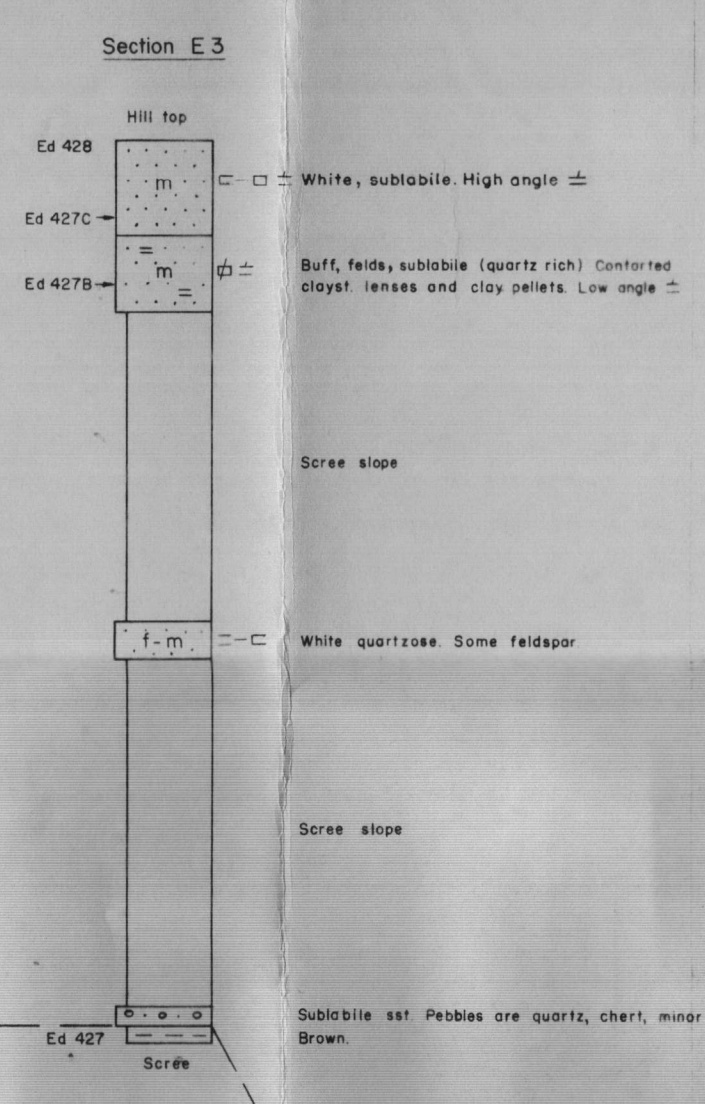 Section E 3
Hill top
Ed 428
m
White, sublabile. High angle
Ed 427C
m
Buff, felds, sublabile (quartz rich) Contorted
clayst. lenses and clay pellets. Low angle
Ed 427B
Scree slope
f-m
White quartzose. Some feldspar
Scree slope
Sublabile sst. Pebbles are quartz, chert, minor
Ed 427
Brown.
Scree